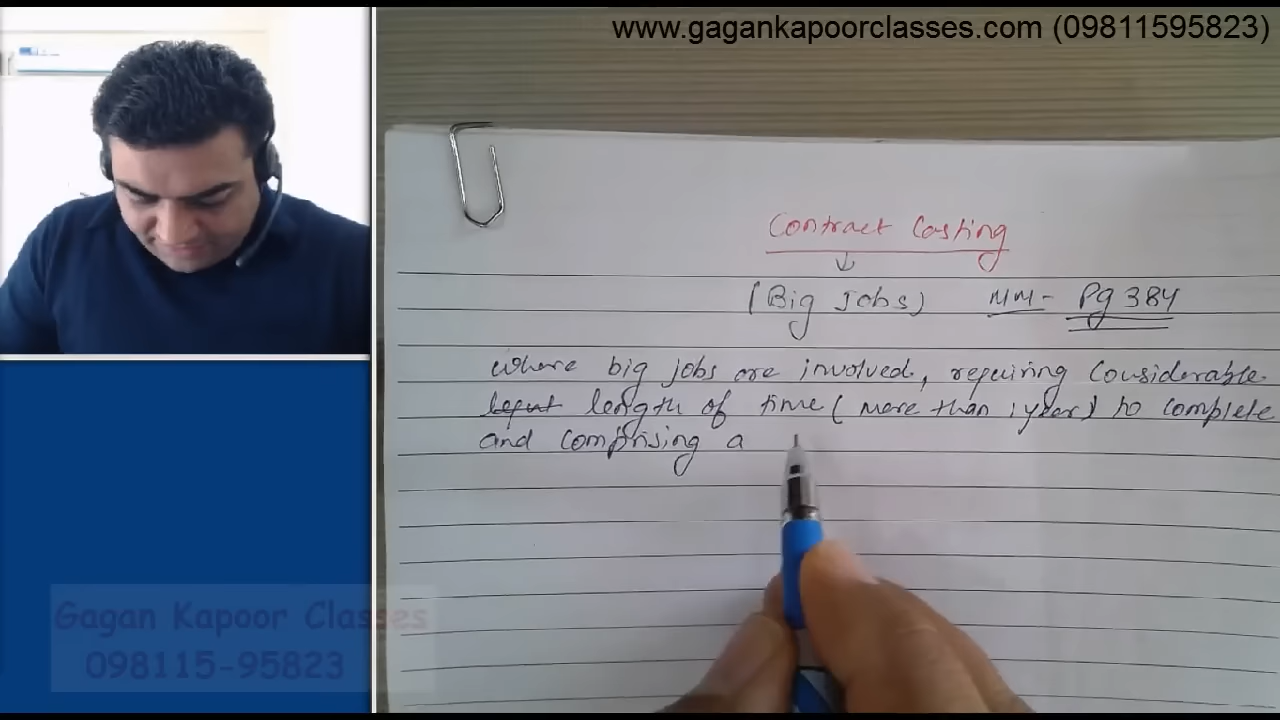 www.gagankapoorclasses.com (09811595823)
Contract Costing
(Big Jobs) MM- Pg 384
where big jobs are involved, requiring Considerable
length of time (more than 1 year) to complete
and comprising a
Gagan Kapoor Classes
098115-95823